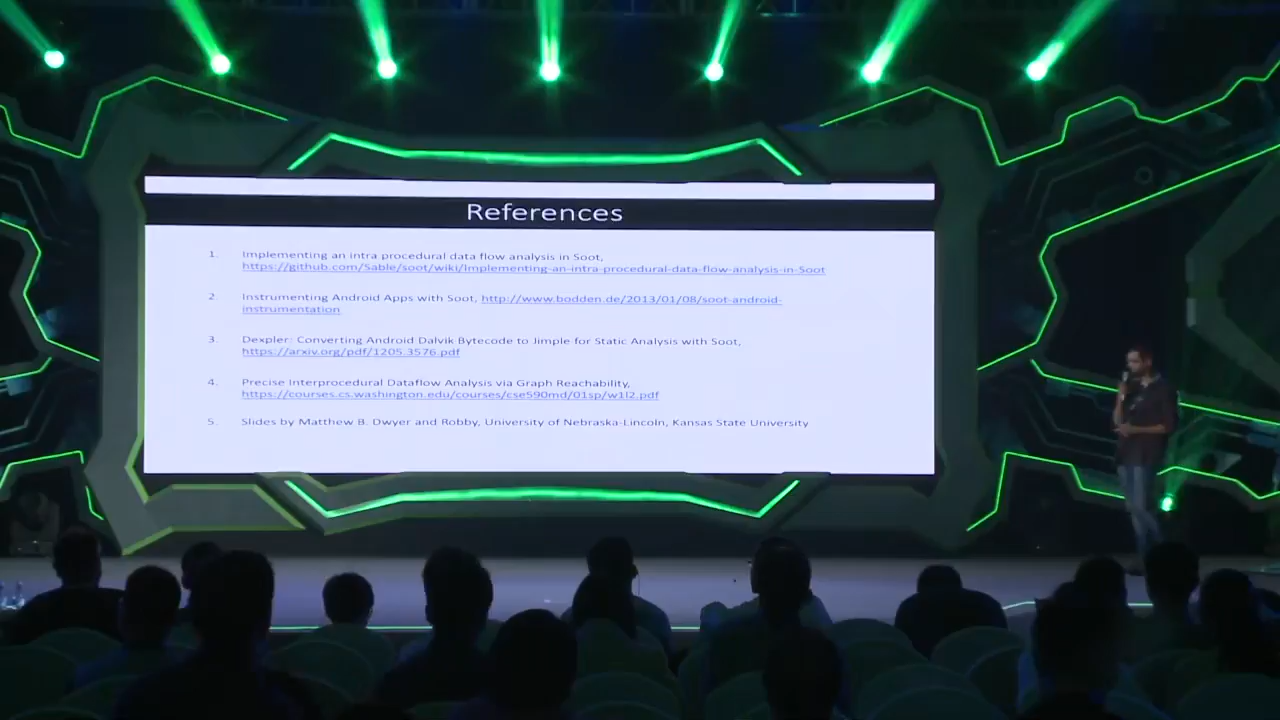 References
1. Implementing an intra procedural data flow analysis in Soot,
https://github.com/Sable/soot/wiki/Implementing-an-intra-procedural-data-flow-analysis-in-Soot
2. Instrumenting Android Apps with Soot, http://www.bodden.de/2013/01/08/soot-android-
instrumentation
3. Dexpler: Converting Android Dalvik Bytecode to Jimple for Static Analysis with Soot,
https://arxiv.org/pdf/1205.3576.pdf
4. Precise Interprocedural Dataflow Analysis via Graph Reachability,
https://courses.cs.washington.edu/courses/cse590md/01sp/w1l2.pdf
5. Slides by Matthew B. Dwyer and Robby, University of Nebraska-Lincoln, Kansas State University